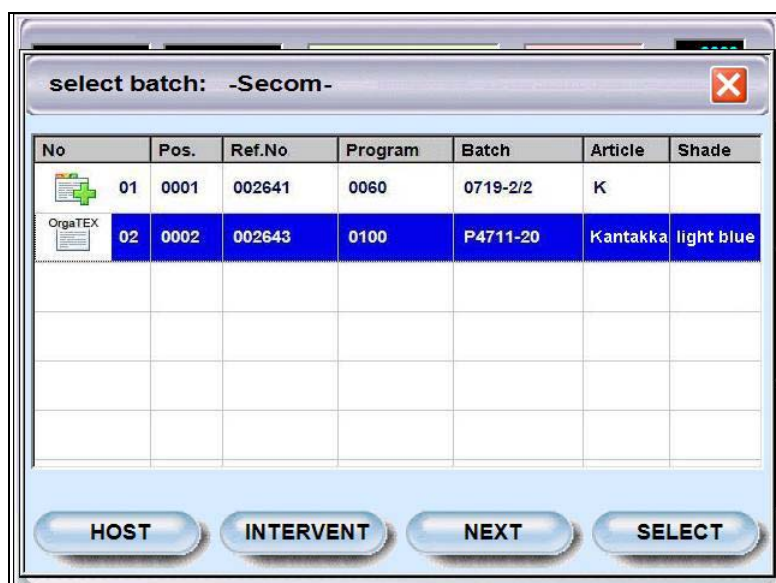 select batch: -Secom-
No Pos. Ref.No Program Batch Article Shade
01 0001 002641 0060 0719-2/2 K
OrgaTEX
02 0002 002643 0100 P4711-20 Kantakka light blue
HOST INTERVENT NEXT SELECT